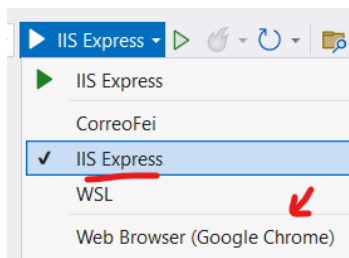 IIS Express
IIS Express
CorreoFei
IIS Express
WSL
Web Browser (Google Chrome)